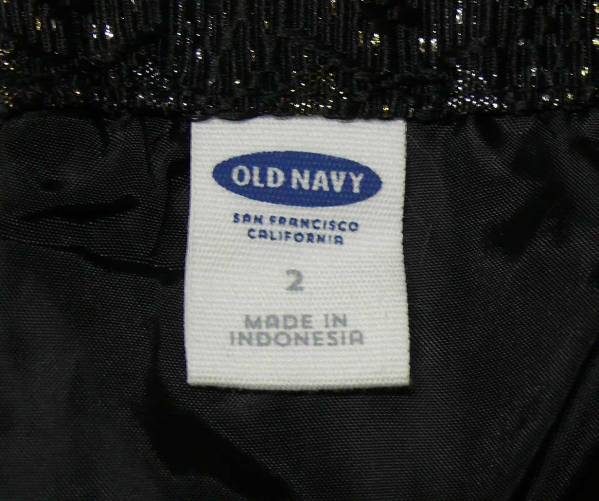 OLD NAVY
SAN FRANCISCO
CALIFORNIA
2
MADE IN
INDONESIA